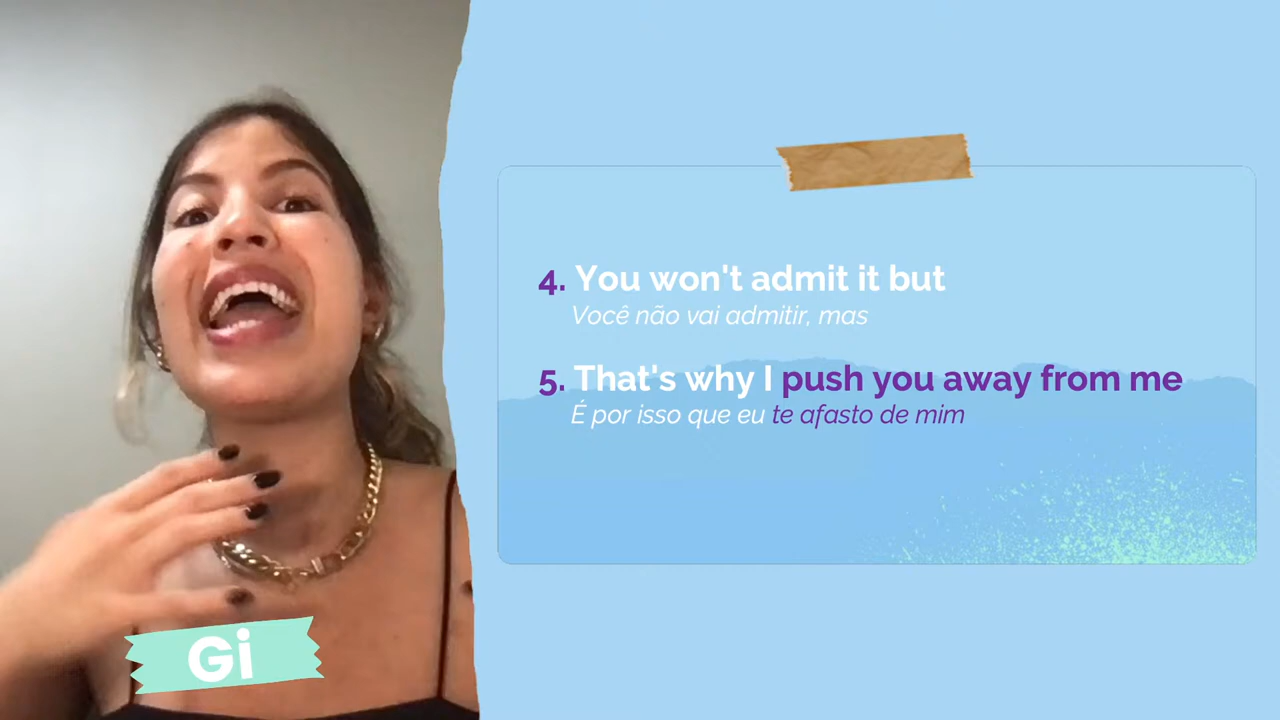 4. You won't admit it but
Você não vai admitir, mas
5. That's why I push you away from me
É por isso que eu te afasto de mim
Gi